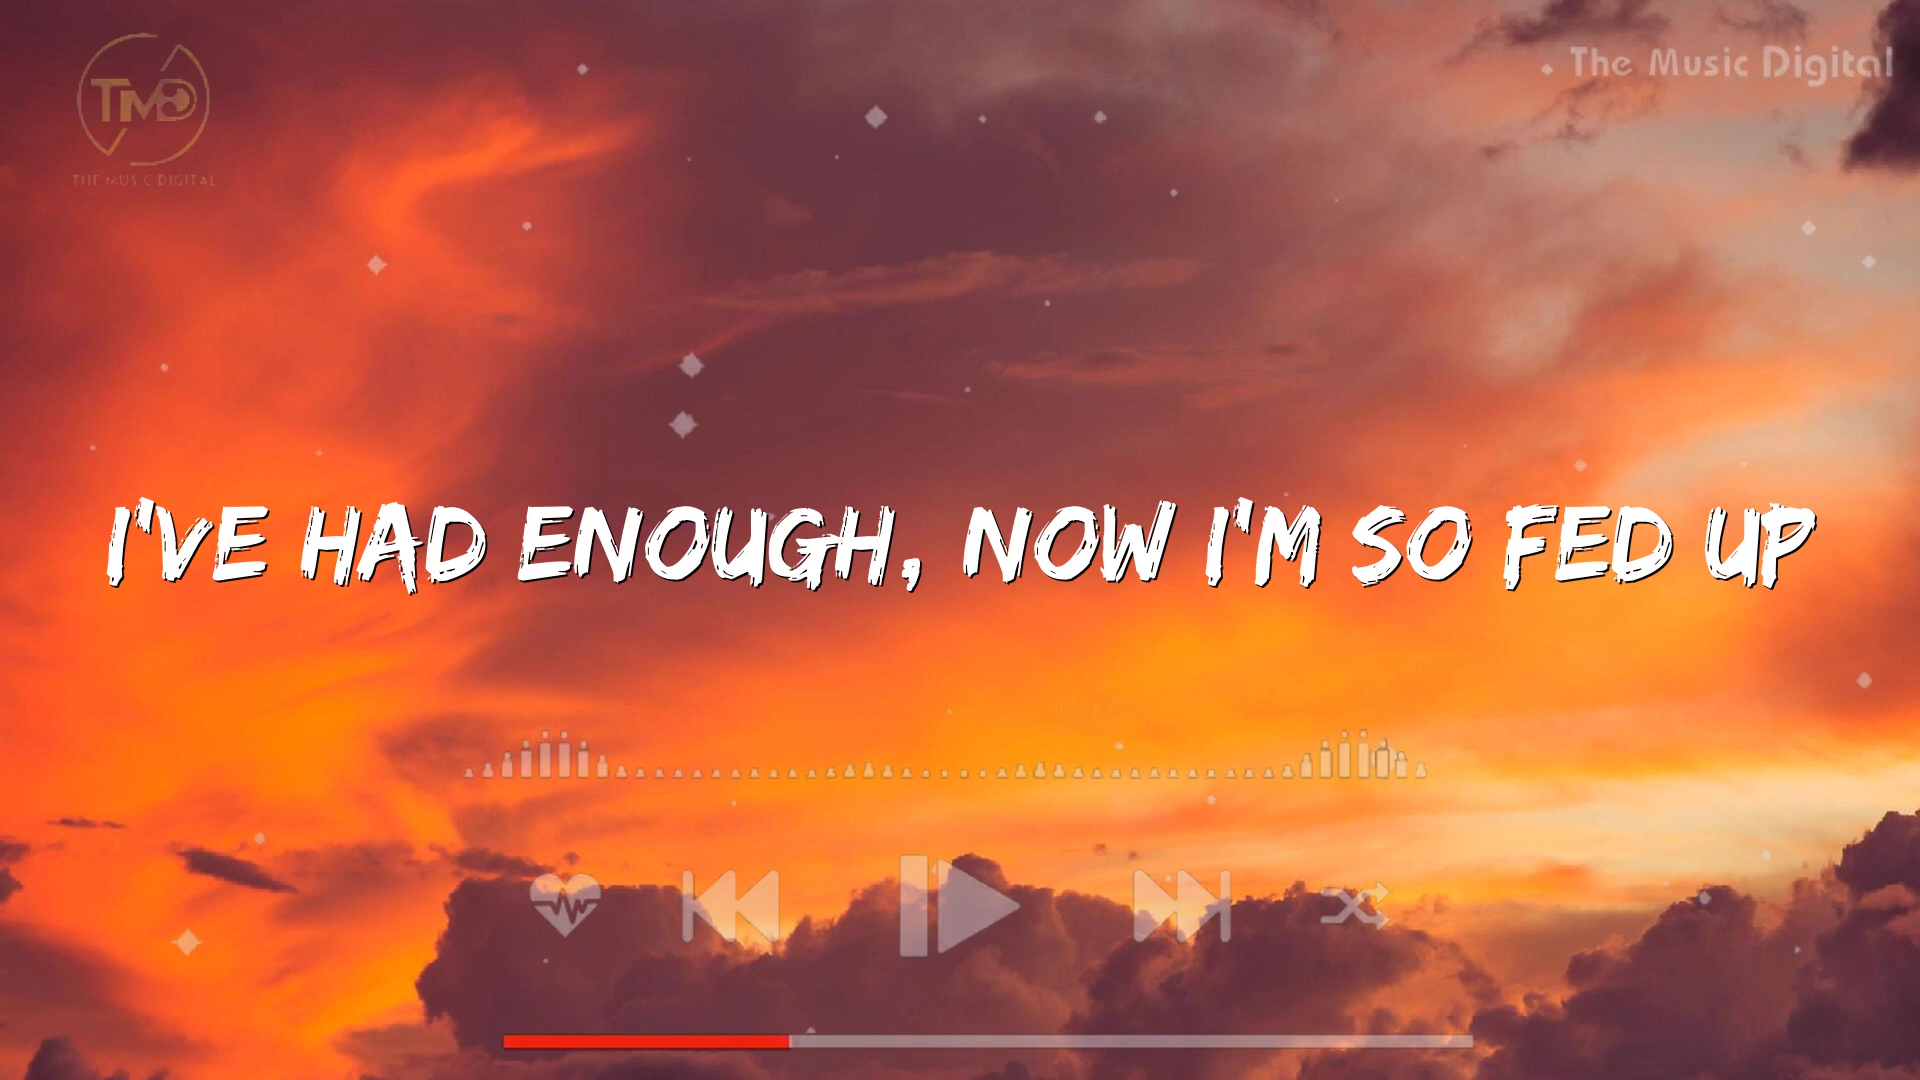 TMD
THE MUSIC DIGITAL
The Music Digital
I'VE HAD ENOUGH, NOW I'M SO FED UP